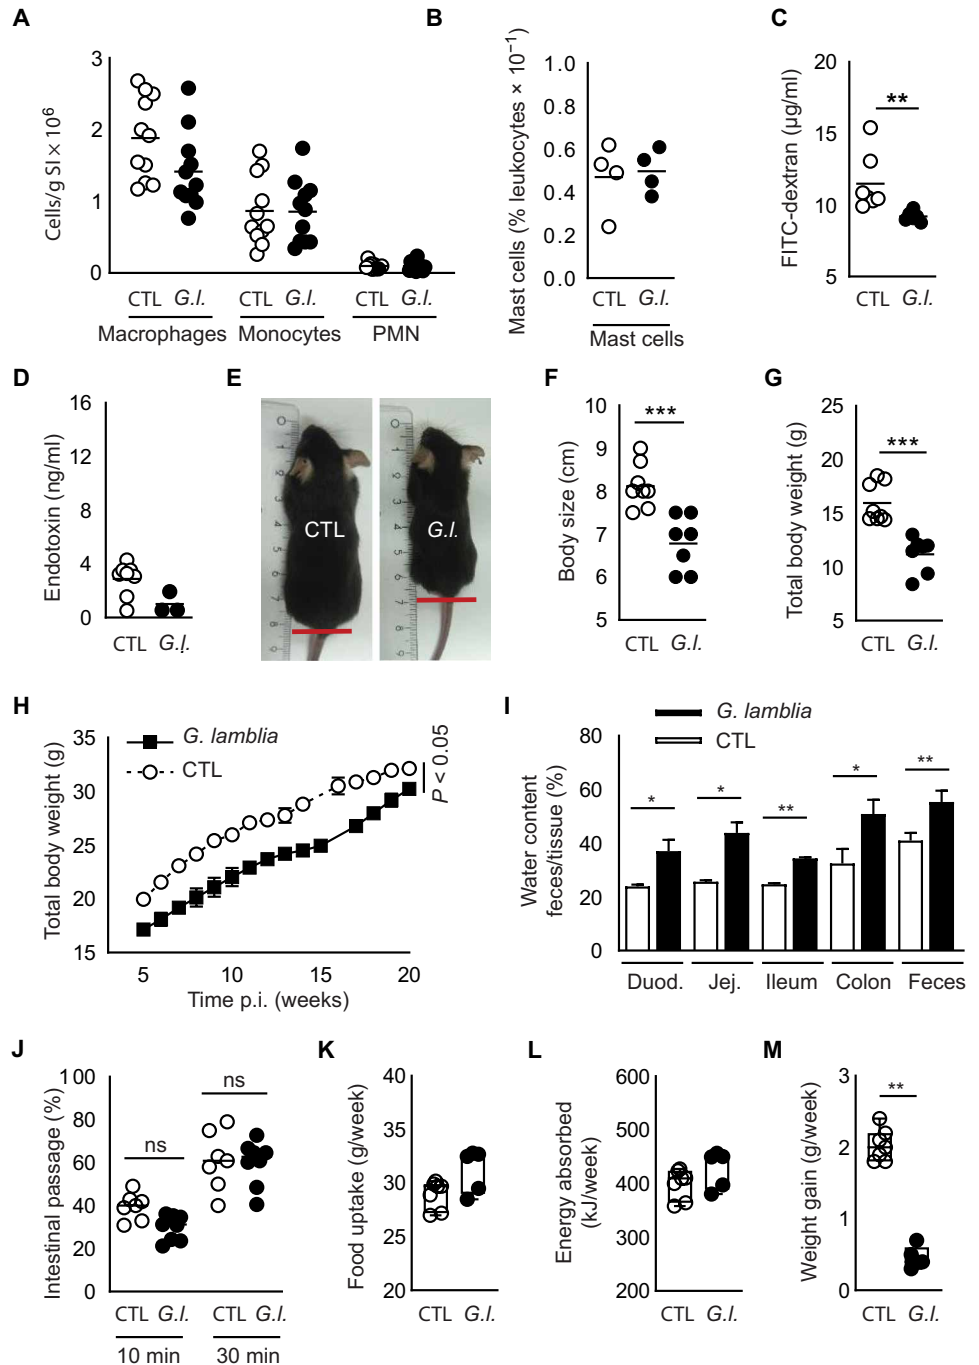 A
B
C
Cells/g SI × 10⁶
3
2
1
0
CTL G.l. CTL G.l. CTL G.l.
Macrophages Monocytes PMN
Mast cells (% leukocytes × 10⁻¹)
1.0
0.8
0.6
0.4
0.2
0.0
CTL G.l.
Mast cells
FITC-dextran (µg/ml)
20
15
10
5
**
CTL G.l.
D
E
F
G
Endotoxin (ng/ml)
16
12
8
4
0
CTL G.l.
CTL
G.l.
Body size (cm)
10
9
8
7
6
5
***
CTL G.l.
Total body weight (g)
25
20
15
10
5
***
CTL G.l.
H
I
Total body weight (g)
35
30
25
20
15
G. lamblia
CTL
P < 0.05
5 10 15 20
Time p.i. (weeks)
G. lamblia
CTL
Water content
feces/tissue (%)
80
60
40
20
0
* * ** * **
Duod. Jej. Ileum Colon Feces
J
K
L
M
Intestinal passage (%)
100
80
60
40
20
0
ns
ns
CTL G.l. CTL G.l.
10 min 30 min
Food uptake (g/week)
40
35
30
25
20
CTL G.l.
Energy absorbed
(kJ/week)
600
500
400
300
200
CTL G.l.
Weight gain (g/week)
3
2
1
0
**
CTL G.l.